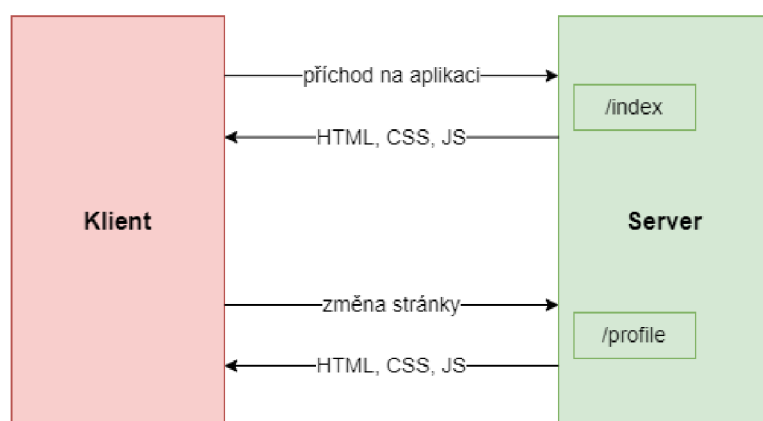 příchod na aplikaci
/index
HTML, CSS, JS
Klient
Server
změna stránky
/profile
HTML, CSS, JS